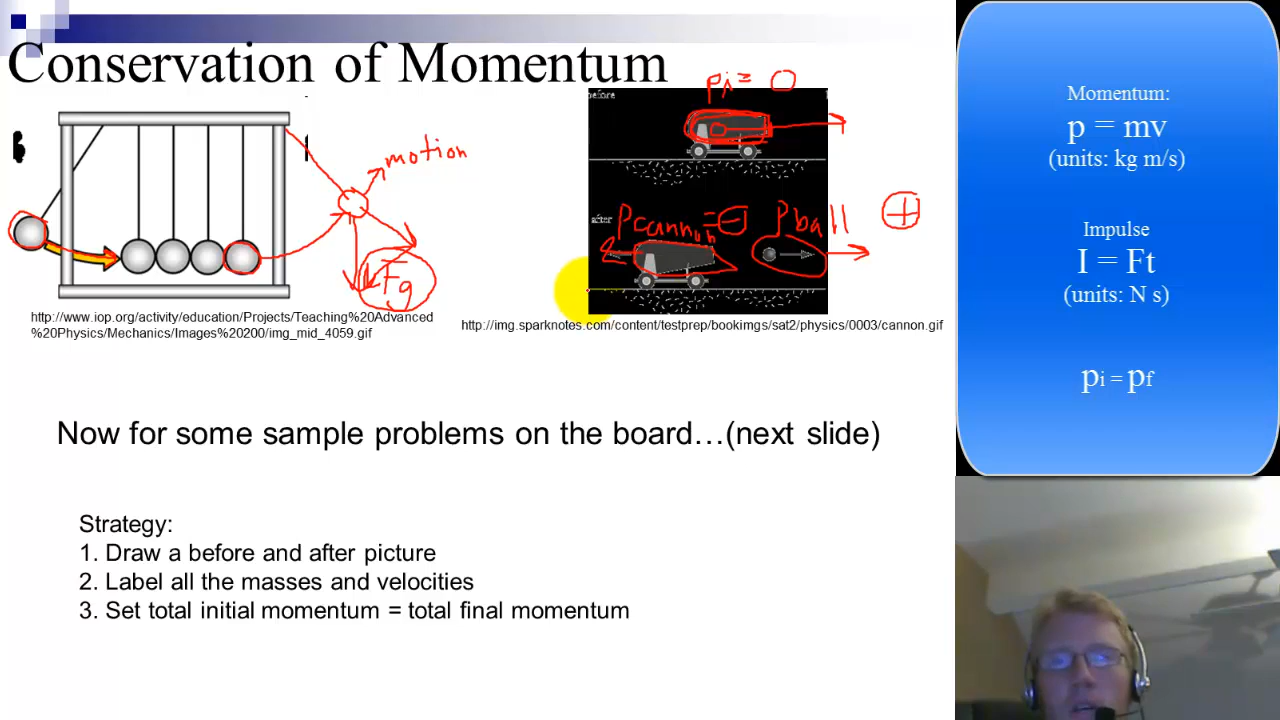 Conservation of Momentum
pi = 0
before
motion
after
Pcannon = -
Pball
+
Fg
http://www.iop.org/activity/education/Projects/Teaching%20Advanced
%20Physics/Mechanics/Images%20200/img_mid_4059.gif
http://img.sparknotes.com/content/testprep/bookimgs/sat2/physics/0003/cannon.gif
Now for some sample problems on the board…(next slide)
Strategy:
1. Draw a before and after picture
2. Label all the masses and velocities
3. Set total initial momentum = total final momentum
Momentum:
p = mv
(units: kg m/s)
Impulse
I = Ft
(units: N s)
pi = pf